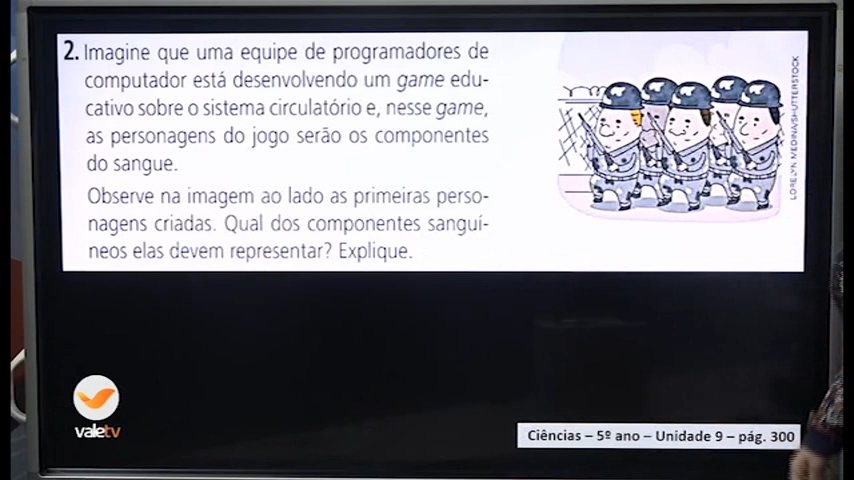 2. Imagine que uma equipe de programadores de
computador está desenvolvendo um game edu-
cativo sobre o sistema circulatório e, nesse game,
as personagens do jogo serão os componentes
do sangue.
Observe na imagem ao lado as primeiras perso-
nagens criadas. Qual dos componentes sanguí-
neos elas devem representar? Explique.
LORELYN MEDINA/SHUTTERSTOCK
valetv
Ciências – 5º ano – Unidade 9 – pág. 300